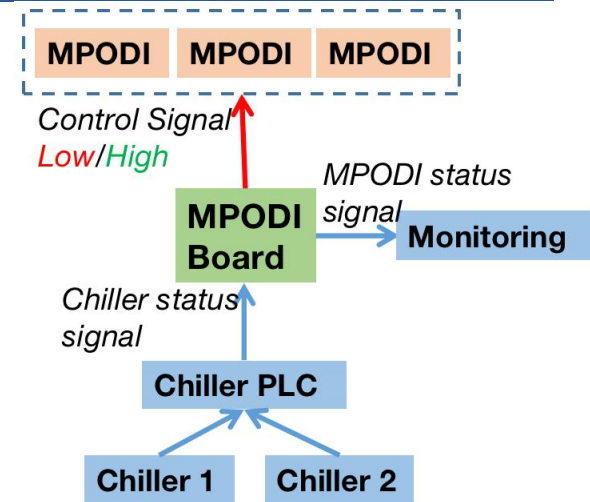 MPODI MPODI MPODI
Control Signal
Low/High
MPODI status
signal
MPODI
Board
Monitoring
Chiller status
signal
Chiller PLC
Chiller 1 Chiller 2